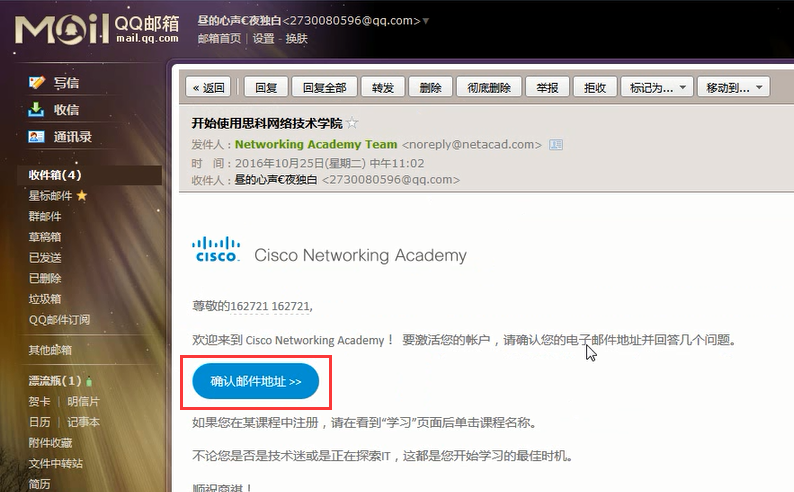 MAiL QQ邮箱
mail.qq.com
昼的心声€夜独白<2730080596@qq.com>
邮箱首页 | 设置 - 换肤
写信
收信
通讯录
收件箱(4)
星标邮件
群邮件
草稿箱
已发送
已删除
垃圾箱
QQ邮件订阅
其他邮箱
漂流瓶(1)
贺卡 | 明信片
日历 | 记事本
附件收藏
文件中转站
简历
« 返回 回复 回复全部 转发 删除 彻底删除 举报 拒收 标记为... 移动到...
开始使用思科网络技术学院
发件人：Networking Academy Team <noreply@netacad.com>
时　间：2016年10月25日(星期二) 中午11:02
收件人：昼的心声€夜独白 <2730080596@qq.com>
CISCO Cisco Networking Academy
尊敬的162721 162721,
欢迎来到 Cisco Networking Academy！ 要激活您的帐户，请确认您的电子邮件地址并回答几个问题。
确认邮件地址 >>
如果您在某课程中注册，请在看到“学习”页面后单击课程名称。
不论您是否是技术迷或是正在探索IT，这都是您开始学习的最佳时机。
顺祝商祺！